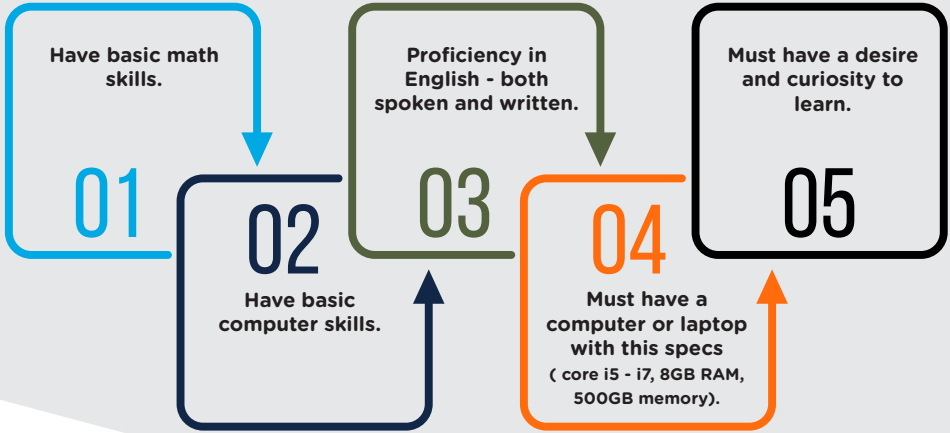 Have basic math
skills.
01
02
Have basic
computer skills.
Proficiency in
English - both
spoken and written.
03
04
Must have a
computer or laptop
with this specs
( core i5 - i7, 8GB RAM,
500GB memory).
Must have a desire
and curiosity to
learn.
05